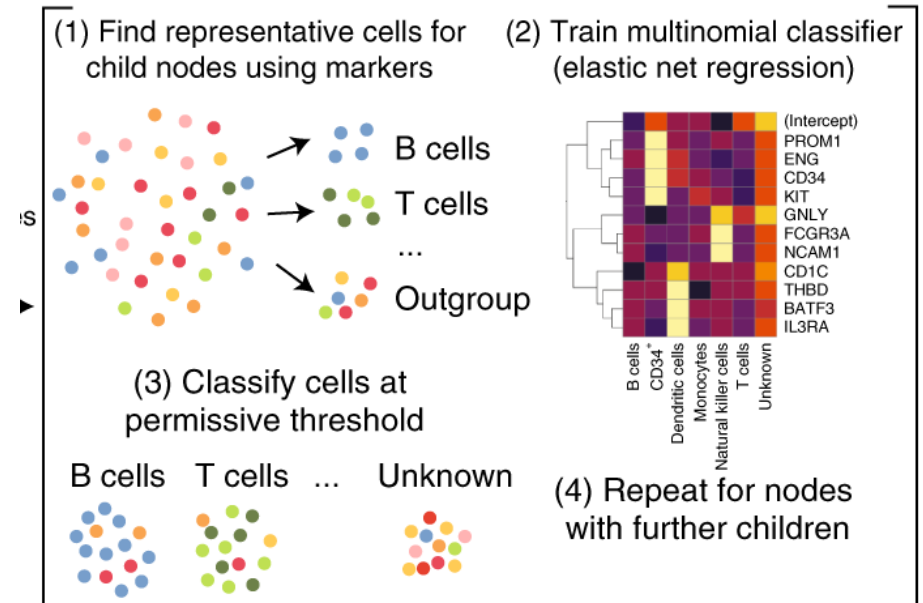 (1) Find representative cells for
child nodes using markers
B cells
T cells
...
Outgroup
(2) Train multinomial classifier
(elastic net regression)
(Intercept)
PROM1
ENG
CD34
KIT
GNLY
FCGR3A
NCAM1
CD1C
THBD
BATF3
IL3RA
B cells
CD34+
Dendritic cells
Monocytes
Natural killer cells
T cells
Unknown
(3) Classify cells at
permissive threshold
B cells T cells ... Unknown
(4) Repeat for nodes
with further children